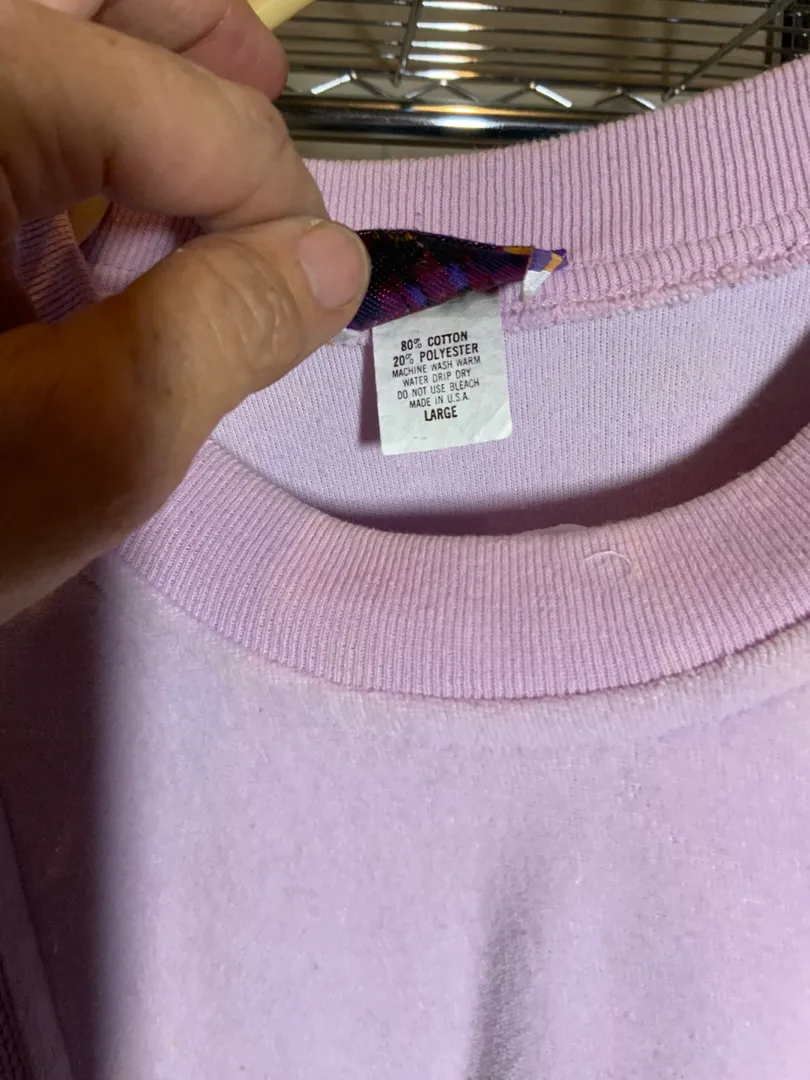 80% COTTON
20% POLYESTER
MACHINE WASH WARM
WATER DRIP DRY
DO NOT USE BLEACH
MADE IN U.S.A.
LARGE